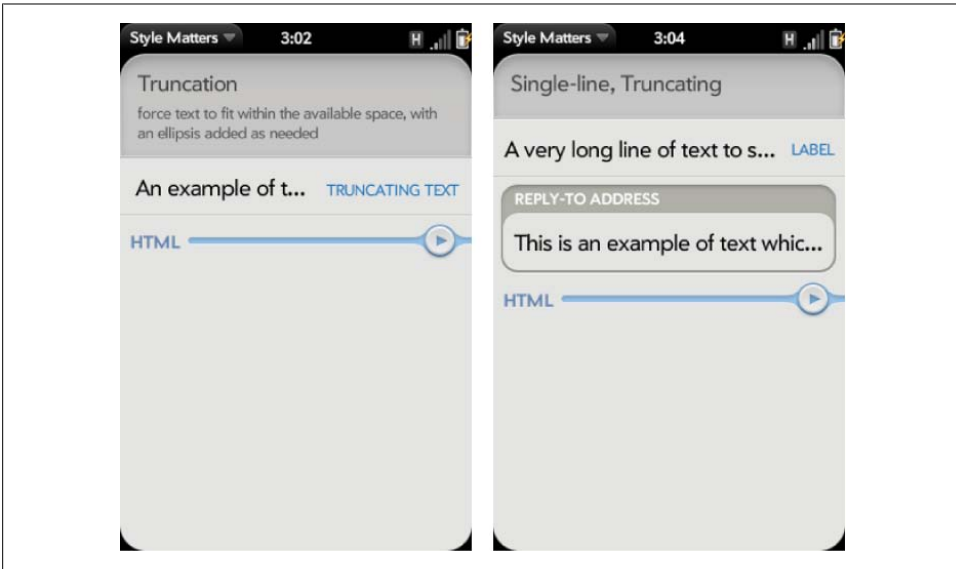 Style Matters 3:02 H
Truncation
force text to fit within the available space, with
an ellipsis added as needed
An example of t... TRUNCATING TEXT
HTML
Style Matters 3:04 H
Single-line, Truncating
A very long line of text to s... LABEL
REPLY-TO ADDRESS
This is an example of text whic...
HTML